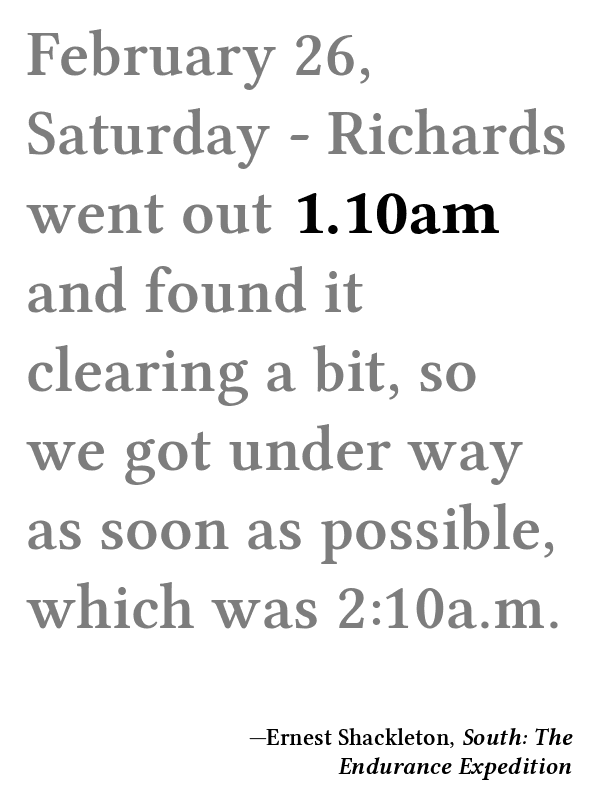 February 26,
Saturday - Richards
went out 1.10am
and found it
clearing a bit, so
we got under way
as soon as possible,
which was 2:10a.m.
—Ernest Shackleton, South: The
Endurance Expedition